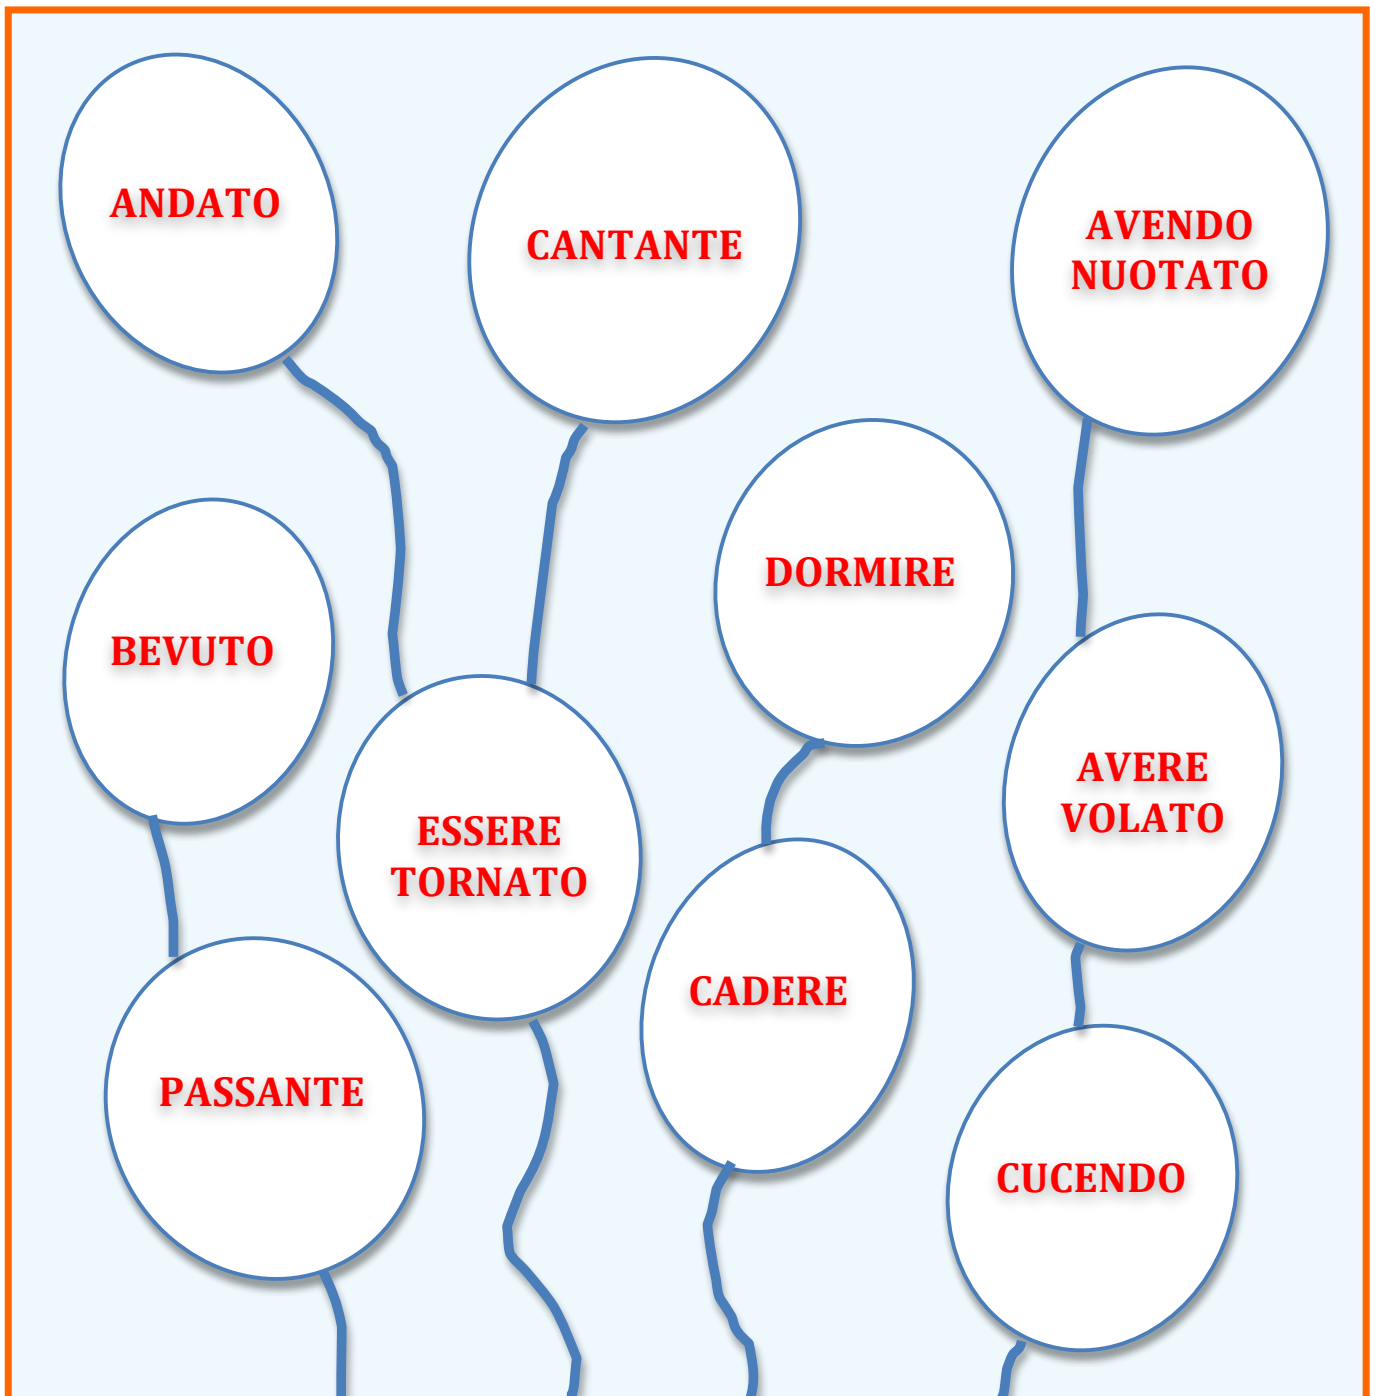 ANDATO
CANTANTE
AVENDO
NUOTATO
DORMIRE
BEVUTO
AVERE
VOLATO
ESSERE
TORNATO
CADERE
PASSANTE
CUCENDO